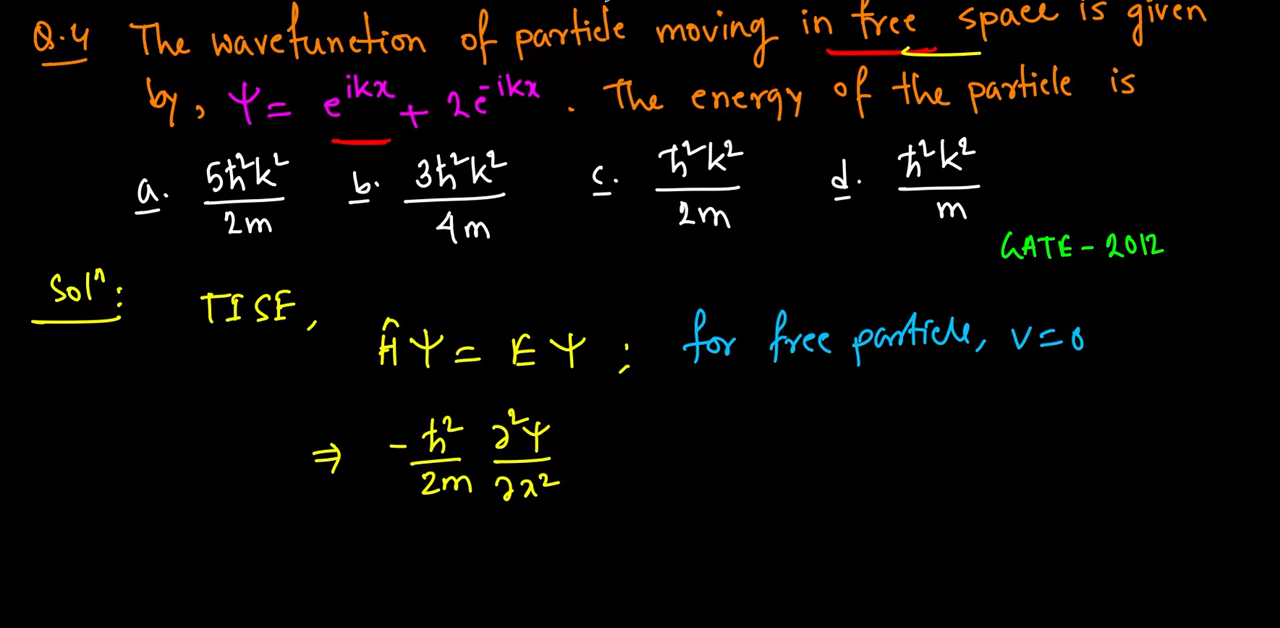 Q.4 The wavefunction of particle moving in free space is given
by, Ψ = e^{ikx} + 2e^{-ikx} . The energy of the particle is
a. 5ħ²k²/2m b. 3ħ²k²/4m c. ħ²k²/2m d. ħ²k²/m
GATE - 2012
Solⁿ: TISE,
ĤΨ = EΨ ; for free particle, V=0
⇒ -ħ²/2m ∂²Ψ/∂x²